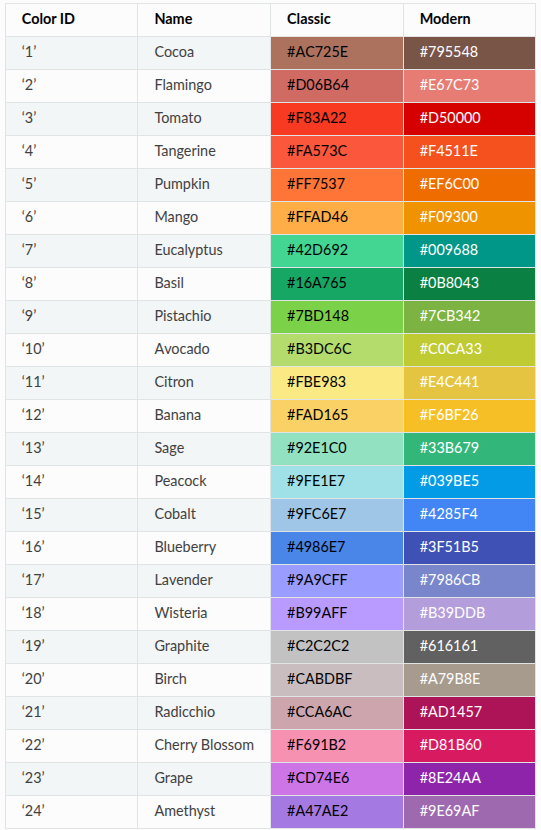 Color ID Name Classic Modern
‘1’ Cocoa #AC725E #795548
‘2’ Flamingo #D06B64 #E67C73
‘3’ Tomato #F83A22 #D50000
‘4’ Tangerine #FA573C #F4511E
‘5’ Pumpkin #FF7537 #EF6C00
‘6’ Mango #FFAD46 #F09300
‘7’ Eucalyptus #42D692 #009688
‘8’ Basil #16A765 #0B8043
‘9’ Pistachio #7BD148 #7CB342
‘10’ Avocado #B3DC6C #C0CA33
‘11’ Citron #FBE983 #E4C441
‘12’ Banana #FAD165 #F6BF26
‘13’ Sage #92E1C0 #33B679
‘14’ Peacock #9FE1E7 #039BE5
‘15’ Cobalt #9FC6E7 #4285F4
‘16’ Blueberry #4986E7 #3F51B5
‘17’ Lavender #9A9CFF #7986CB
‘18’ Wisteria #B99AFF #B39DDB
‘19’ Graphite #C2C2C2 #616161
‘20’ Birch #CABDBF #A79B8E
‘21’ Radicchio #CCA6AC #AD1457
‘22’ Cherry Blossom #F691B2 #D81B60
‘23’ Grape #CD74E6 #8E24AA
‘24’ Amethyst #A47AE2 #9E69AF